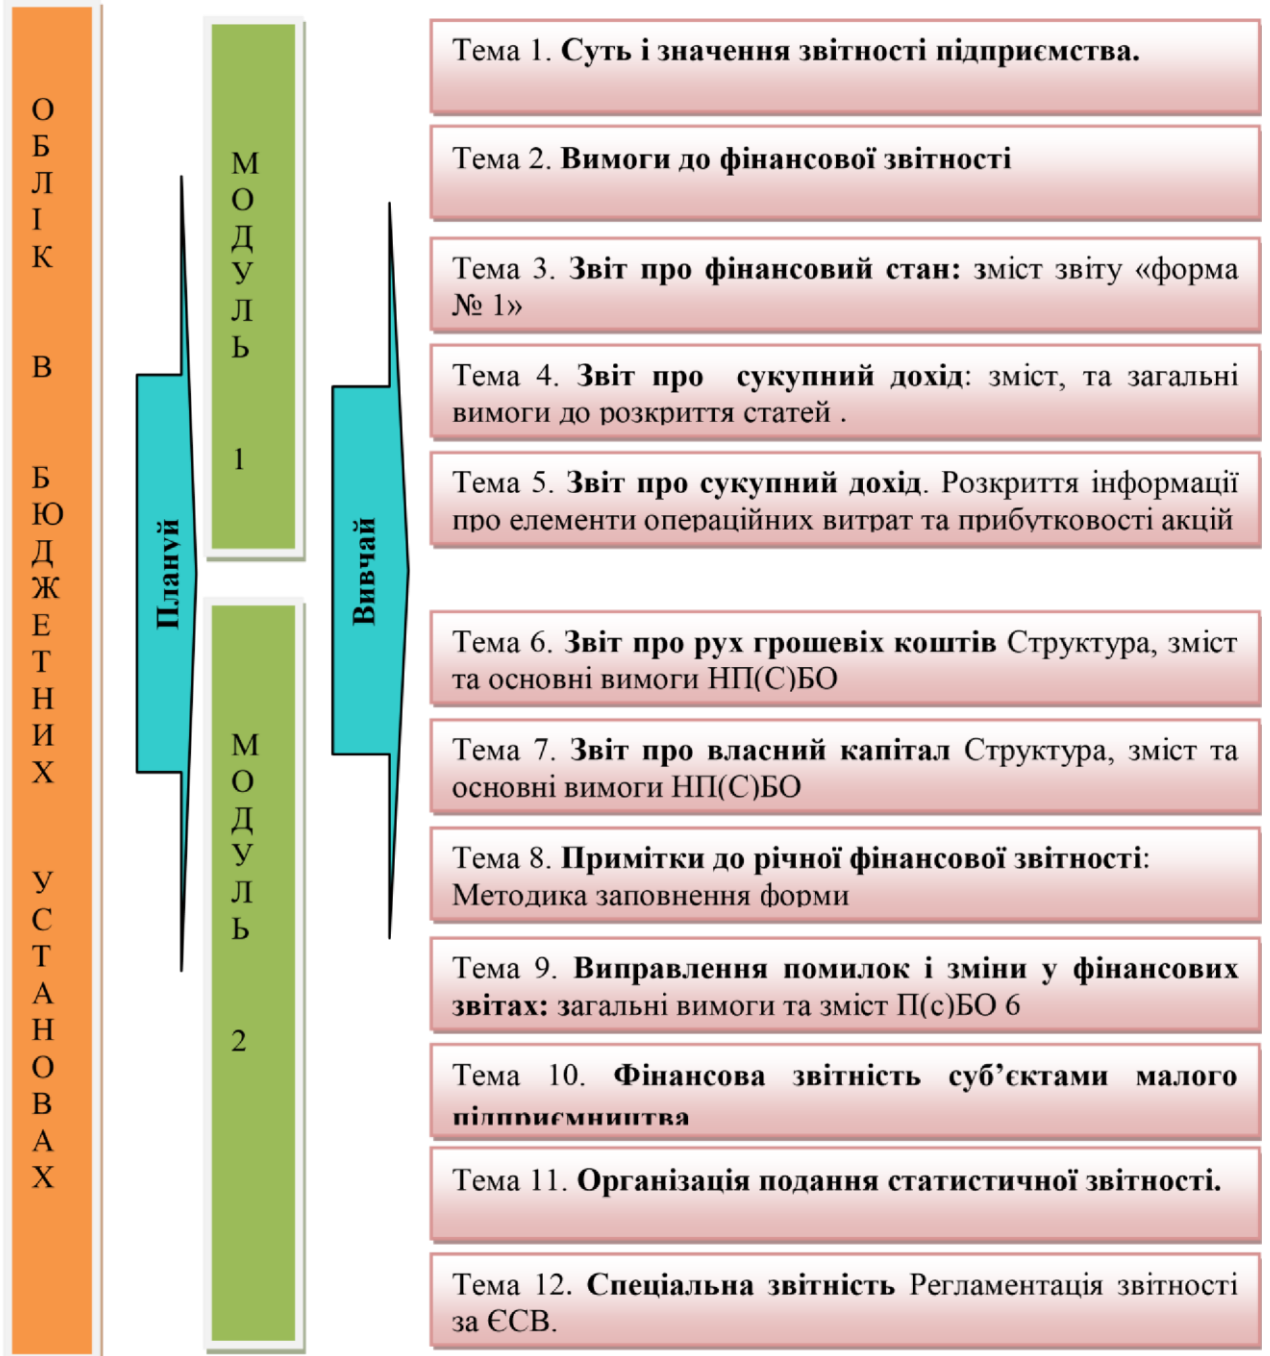 ОБЛІК В БЮДЖЕТНИХ УСТАНОВАХ
Плануй
МОДУЛЬ 1
МОДУЛЬ 2
Вивчай
Тема 1. Суть і значення звітності підприємства.
Тема 2. Вимоги до фінансової звітності
Тема 3. Звіт про фінансовий стан: зміст звіту «форма
№ 1»
Тема 4. Звіт про сукупний дохід: зміст, та загальні
вимоги до розкриття статей .
Тема 5. Звіт про сукупний дохід. Розкриття інформації
про елементи операційних витрат та прибутковості акцій
Тема 6. Звіт про рух грошевіх коштів Структура, зміст
та основні вимоги НП(С)БО
Тема 7. Звіт про власний капітал Структура, зміст та
основні вимоги НП(С)БО
Тема 8. Примітки до річної фінансової звітності:
Методика заповнення форми
Тема 9. Виправлення помилок і зміни у фінансових
звітах: загальні вимоги та зміст П(с)БО 6
Тема 10. Фінансова звітність суб’єктами малого
підприємництва
Тема 11. Організація подання статистичної звітності.
Тема 12. Спеціальна звітність Регламентація звітності
за ЄСВ.